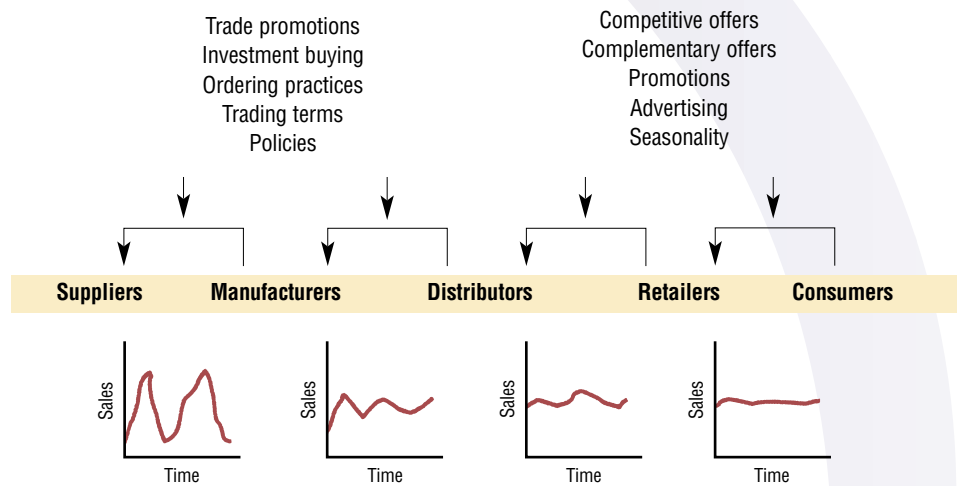 Trade promotions
Investment buying
Ordering practices
Trading terms
Policies
Competitive offers
Complementary offers
Promotions
Advertising
Seasonality
Suppliers Manufacturers Distributors Retailers Consumers
Sales
Time
Sales
Time
Sales
Time
Sales
Time